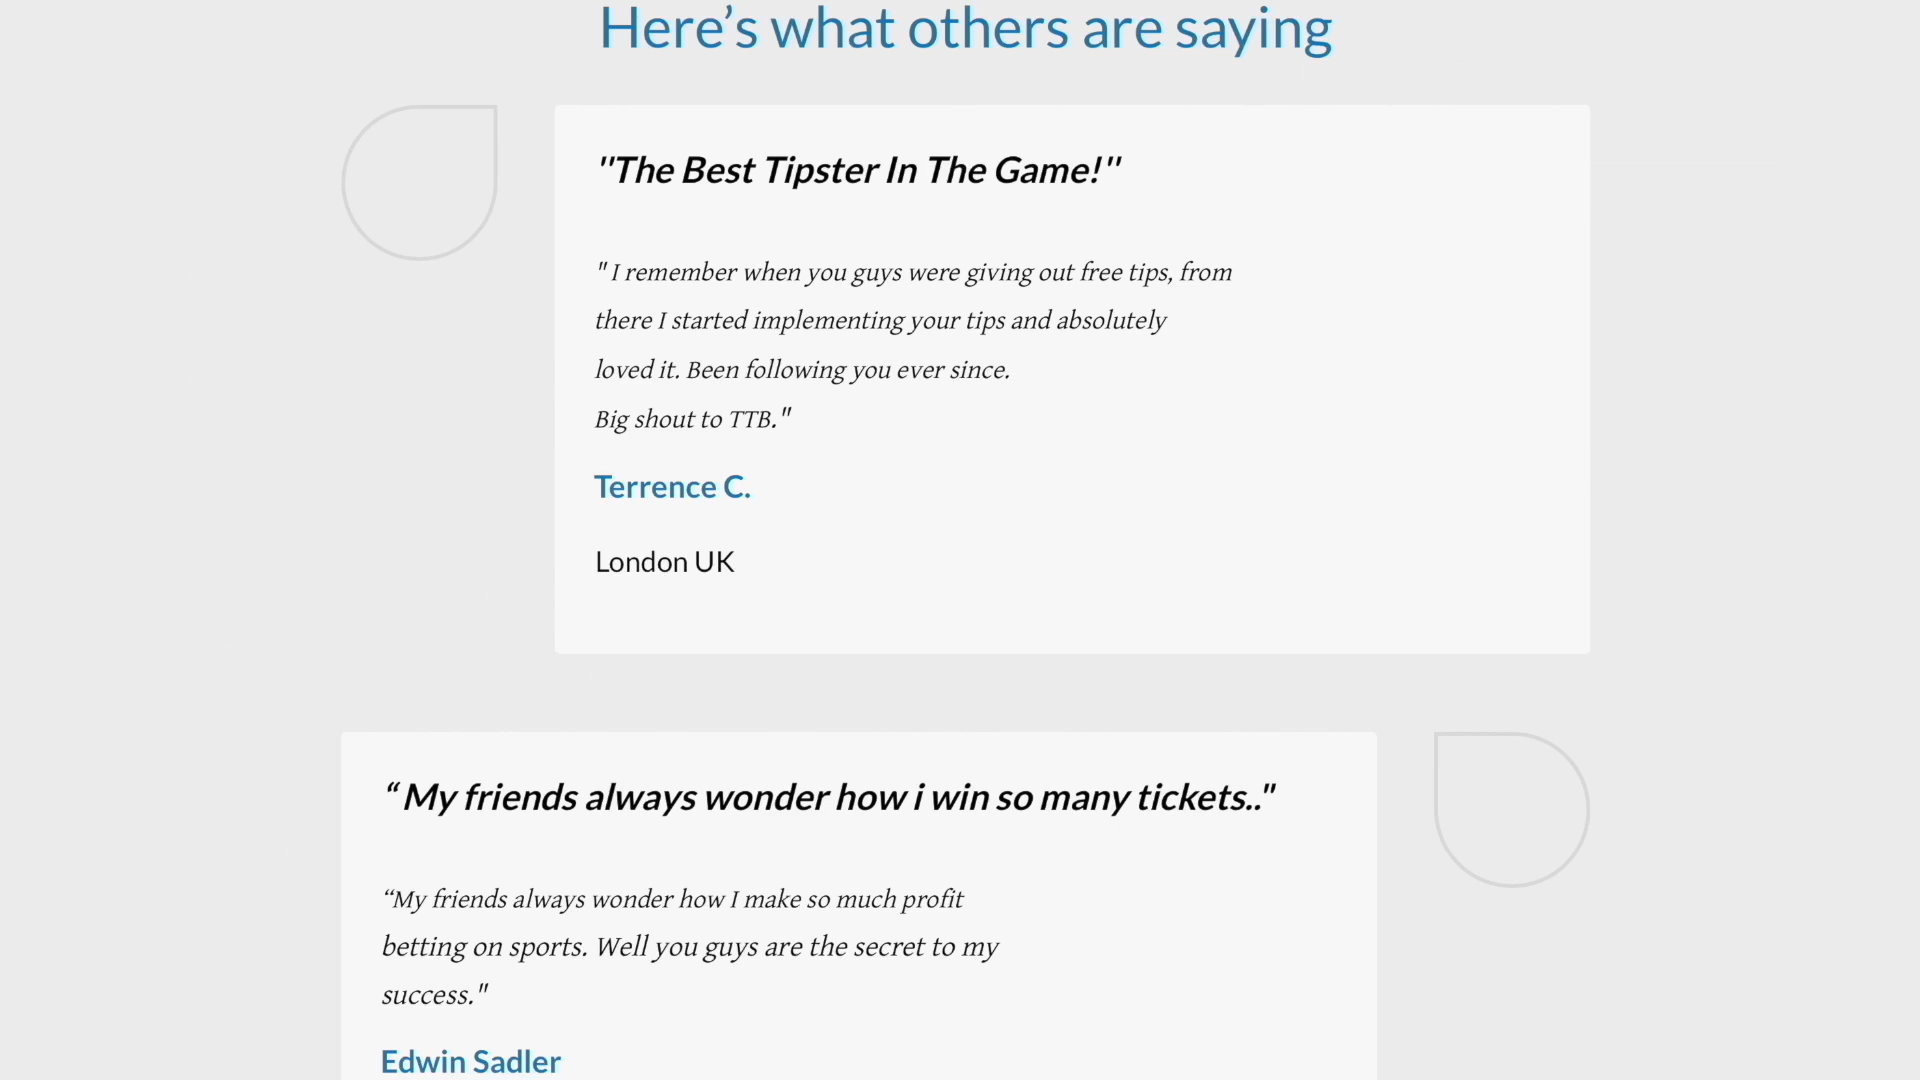 Here’s what others are saying
"The Best Tipster In The Game!"
" I remember when you guys were giving out free tips, from
there I started implementing your tips and absolutely
loved it. Been following you ever since.
Big shout to TTB."
Terrence C.
London UK
“ My friends always wonder how i win so many tickets.."
“My friends always wonder how I make so much profit
betting on sports. Well you guys are the secret to my
success."
Edwin Sadler